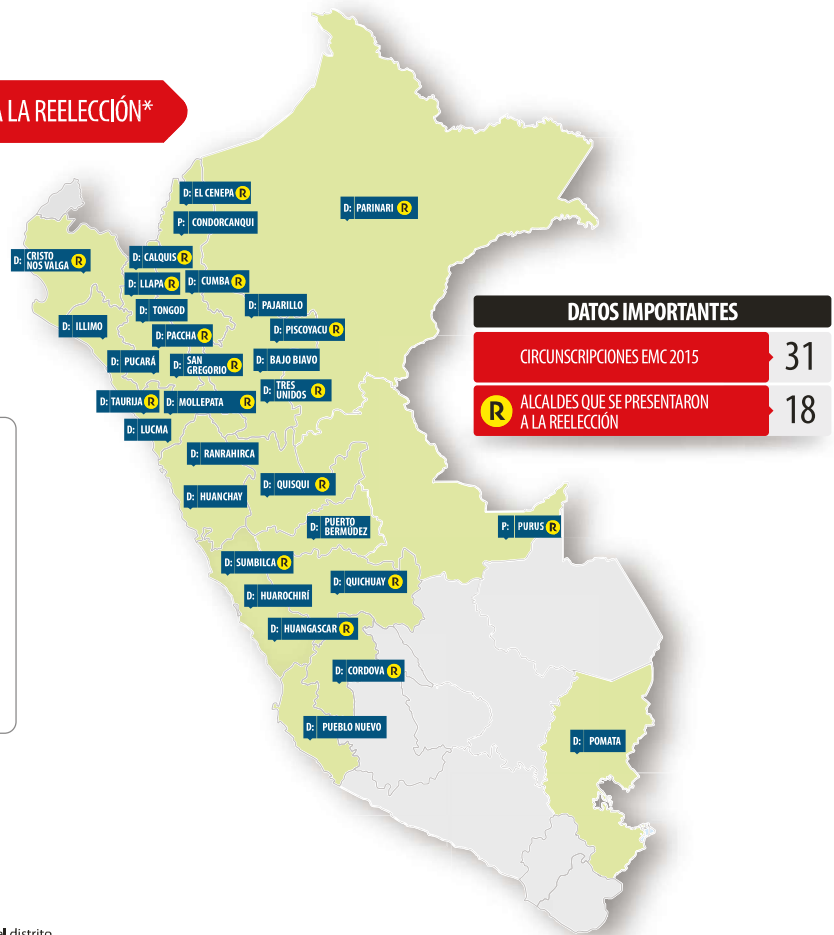 A LA REELECCIÓN*
D: EL CENEPA R
P: CONDORCANQUI
D: PARINARI R
D: CRISTO
NOS VALGA R
D: CALQUIS R
D: LLAPA R
D: CUMBA R
D: TONGOD
D: PAJARILLO
D: ILLIMO
D: PACCHA R
D: PISCOYACU R
D: PUCARÁ
D: SAN
GREGORIO R
D: BAJO BIAVO
D: TRES
UNIDOS R
D: TAURIJA R
D: MOLLEPATA R
D: LUCMA
D: RANRAHIRCA
D: QUISQUI R
D: HUANCHAY
D: PUERTO
BERMÚDEZ
P: PURUS R
D: SUMBILCA R
D: QUICHUAY R
D: HUAROCHIRÍ
D: HUANGASCAR R
D: CORDOVA R
D: PUEBLO NUEVO
D: POMATA
DATOS IMPORTANTES
CIRCUNSCRIPCIONES EMC 2015 31
R ALCALDES QUE SE PRESENTARON
A LA REELECCIÓN 18
el distrito